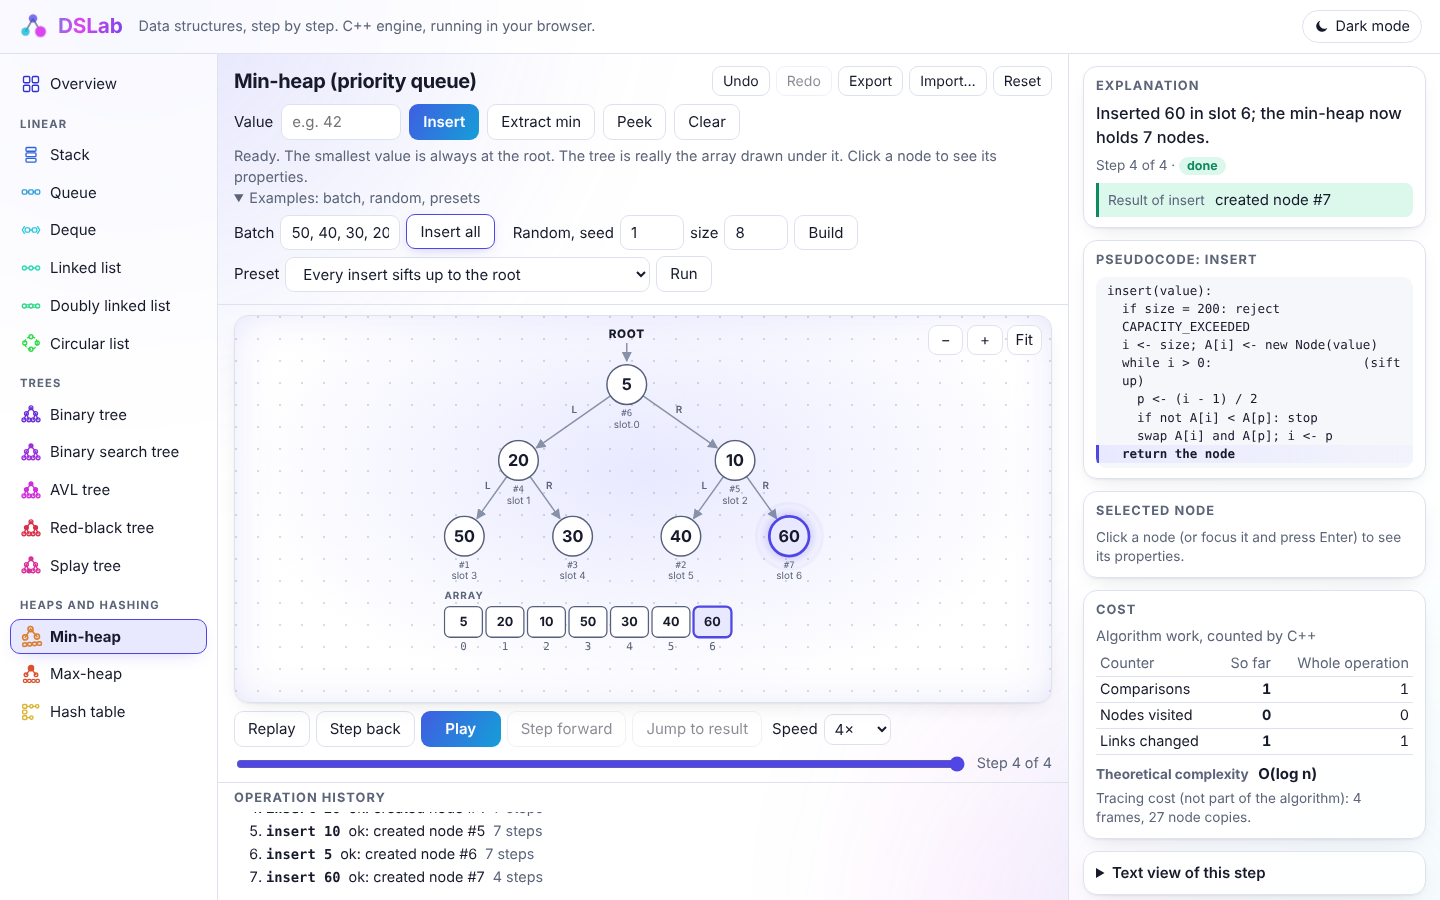 DSLab
Data structures, step by step. C++ engine, running in your browser.
Dark mode
Overview
LINEAR
Stack
Queue
Deque
Linked list
Doubly linked list
Circular list
TREES
Binary tree
Binary search tree
AVL tree
Red-black tree
Splay tree
HEAPS AND HASHING
Min-heap
Max-heap
Hash table
Min-heap (priority queue)
Undo
Redo
Export
Import...
Reset
Value e.g. 42 Insert Extract min Peek Clear
Ready. The smallest value is always at the root. The tree is really the array drawn under it. Click a node to see its
properties.
▼ Examples: batch, random, presets
Batch 50, 40, 30, 20 Insert all Random, seed 1 size 8 Build
Preset Every insert sifts up to the root Run
ROOT
− + Fit
5
L R
#6
slot 0
20 10
L R L R
#4 #5
slot 1 slot 2
50 30 40 60
#1 #3 #2 #7
slot 3 slot 4 slot 5 slot 6
ARRAY
5 20 10 50 30 40 60
0 1 2 3 4 5 6
Replay Step back Play Step forward Jump to result Speed 4×
Step 4 of 4
OPERATION HISTORY
5. insert 10 ok: created node #5 7 steps
6. insert 5 ok: created node #6 7 steps
7. insert 60 ok: created node #7 4 steps
EXPLANATION
Inserted 60 in slot 6; the min-heap now
holds 7 nodes.
Step 4 of 4 · done
Result of insert created node #7
PSEUDOCODE: INSERT
insert(value):
if size = 200: reject
CAPACITY_EXCEEDED
i <- size; A[i] <- new Node(value)
while i > 0: (sift
up)
p <- (i - 1) / 2
if not A[i] < A[p]: stop
swap A[i] and A[p]; i <- p
return the node
SELECTED NODE
Click a node (or focus it and press Enter) to see
its properties.
COST
Algorithm work, counted by C++
Counter So far Whole operation
Comparisons 1 1
Nodes visited 0 0
Links changed 1 1
Theoretical complexity O(log n)
Tracing cost (not part of the algorithm): 4
frames, 27 node copies.
▶ Text view of this step